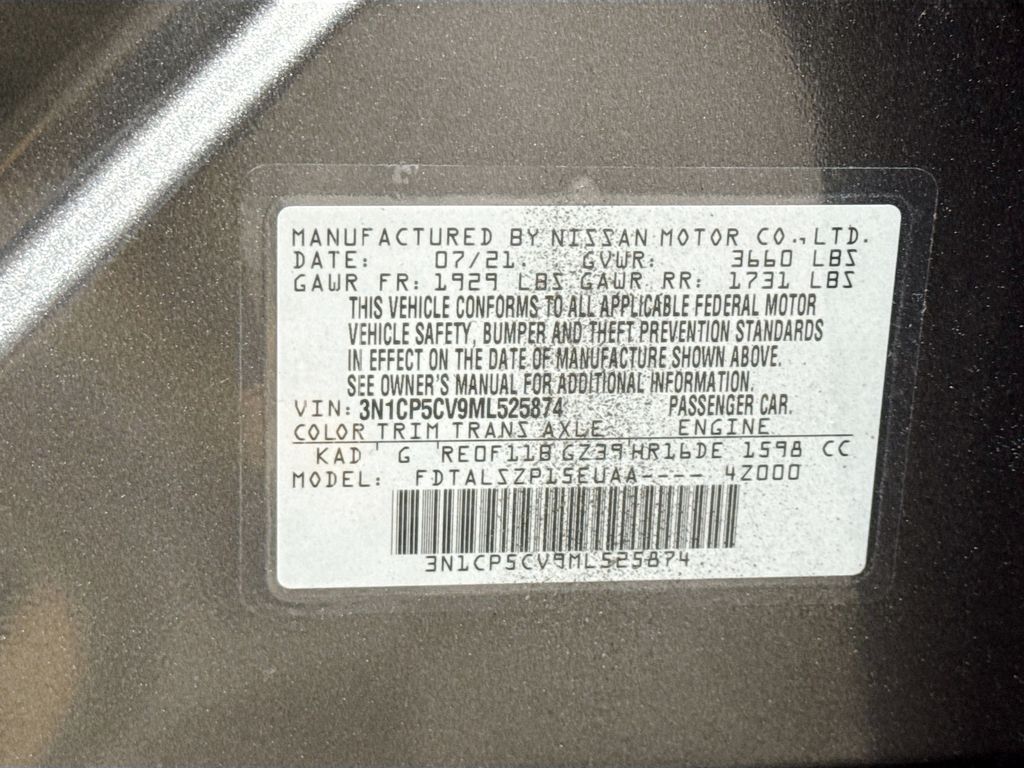 MANUFACTURED BY NISSAN MOTOR CO.,LTD.
DATE: 07/21. GVWR: 3660 LBS
GAWR FR: 1929 LBS GAWR RR: 1731 LBS
THIS VEHICLE CONFORMS TO ALL APPLICABLE FEDERAL MOTOR
VEHICLE SAFETY, BUMPER AND THEFT PREVENTION STANDARDS
IN EFFECT ON THE DATE OF MANUFACTURE SHOWN ABOVE.
SEE OWNER'S MANUAL FOR ADDITIONAL INFORMATION.
VIN: 3N1CP5CV9ML525874 PASSENGER CAR.
COLOR TRIM TRANS AXLE ENGINE
KAD G RE0F11B GZ39 HR16DE 1598 CC
MODEL: FDTALSZP15EUAA---- 4Z000
3N1CP5CV9ML525874